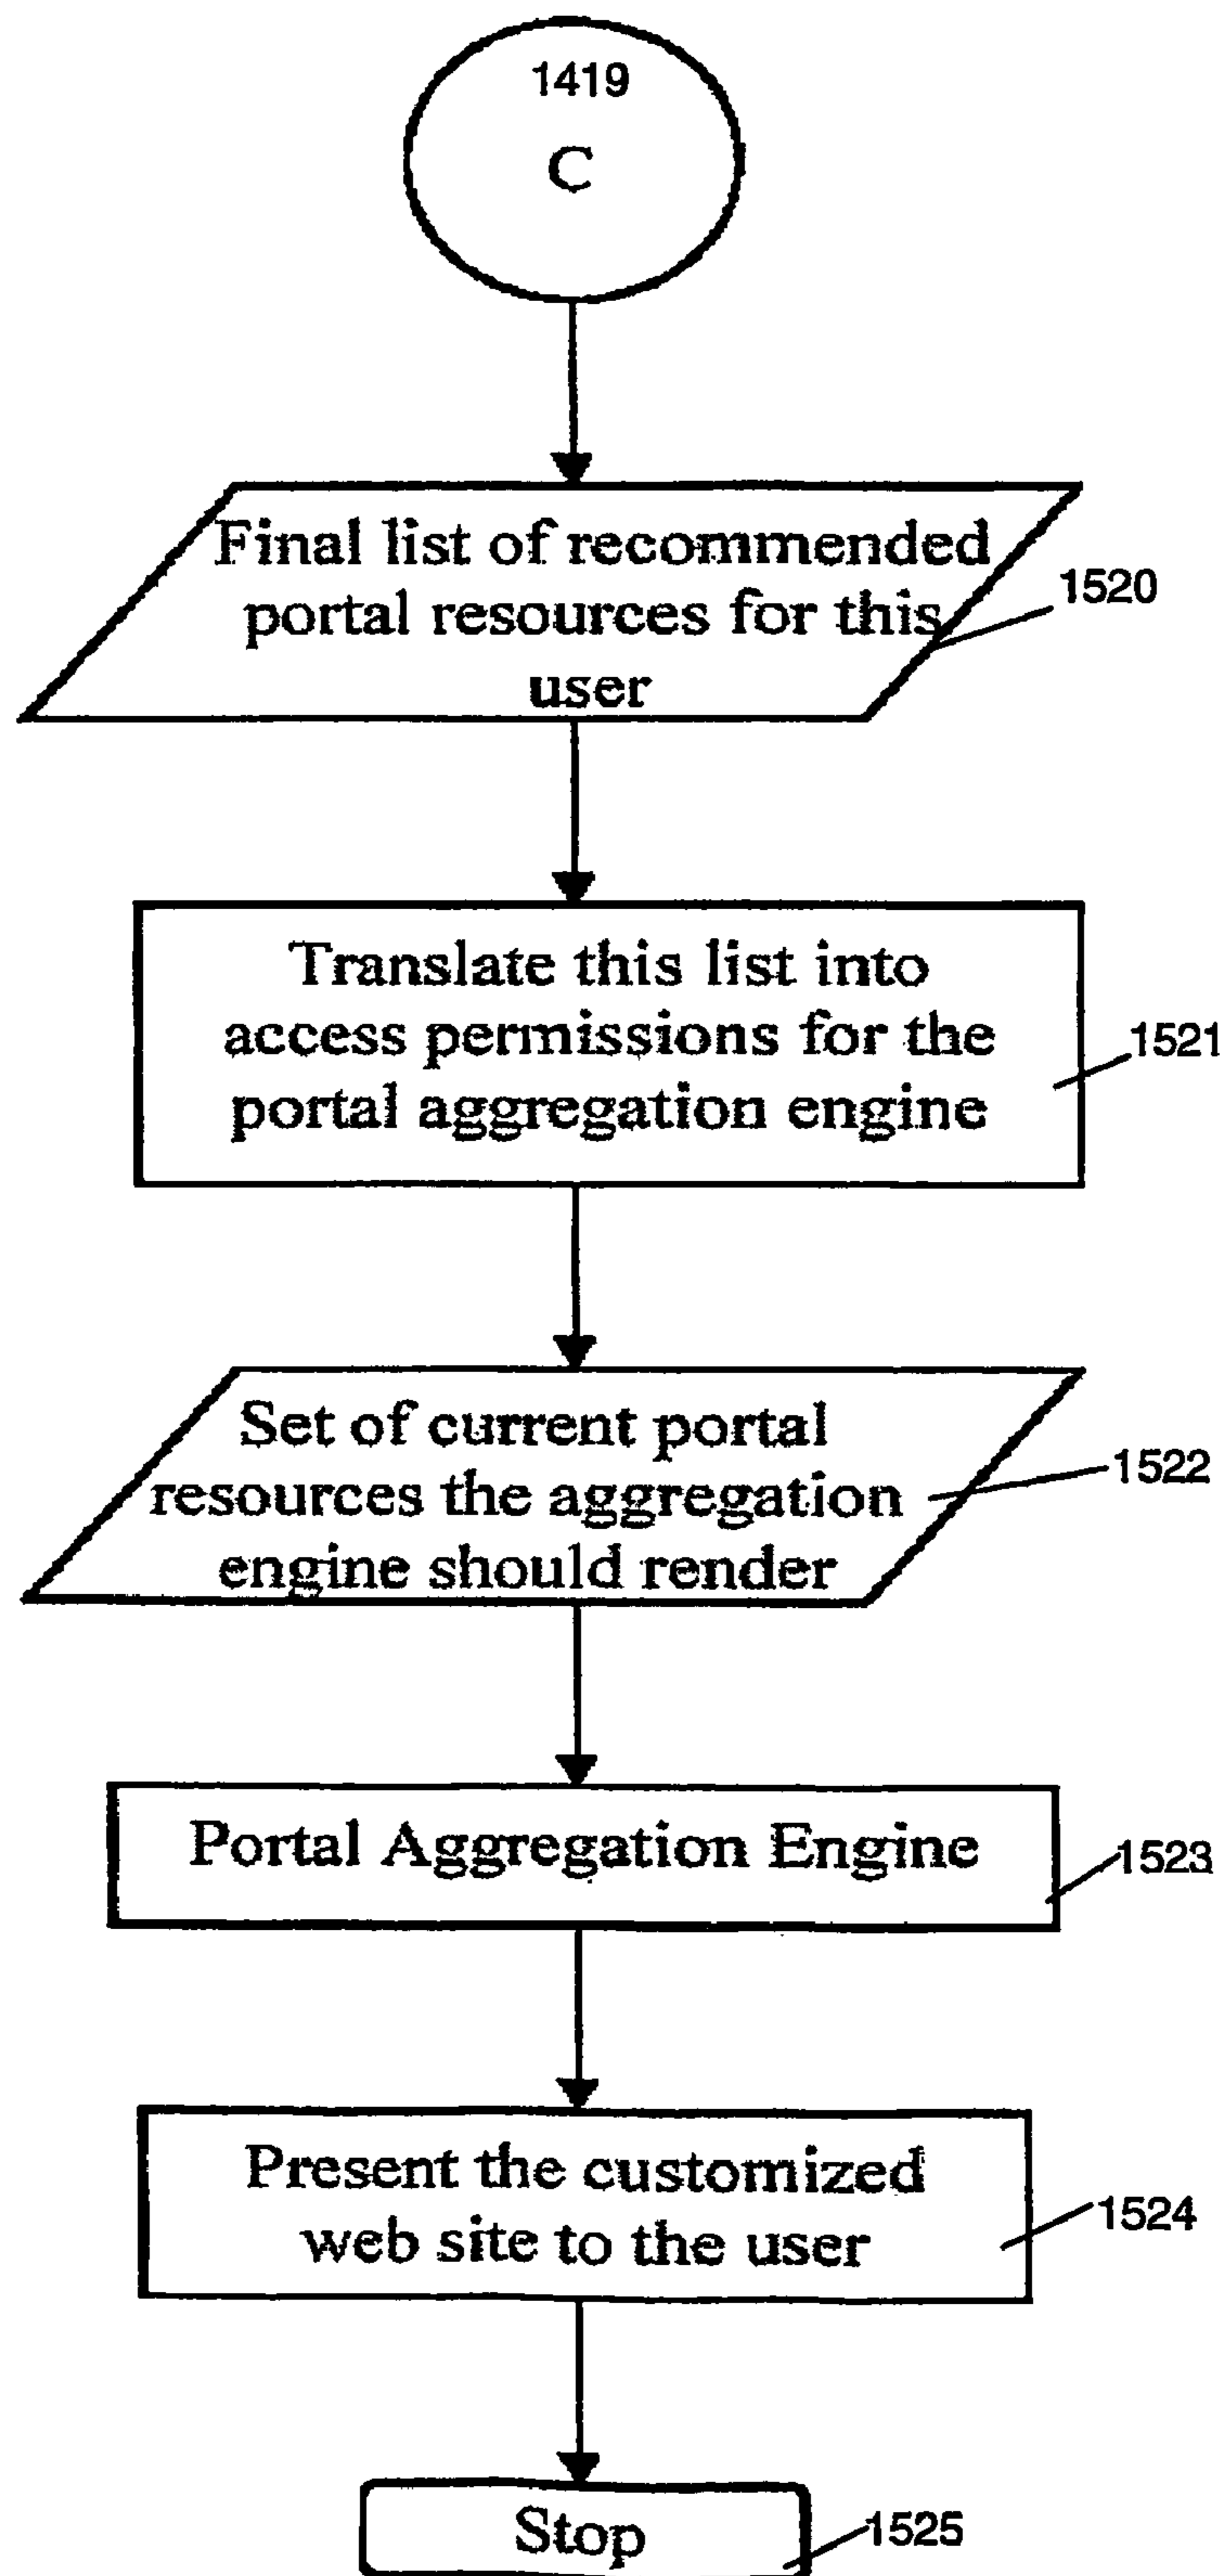 1419
C
Final list of recommended
portal resources for this
user
1520
Translate this list into
access permissions for the
portal aggregation engine
1521
Set of current portal
resources the aggregation
engine should render
1522
Portal Aggregation Engine
1523
Present the customized
web site to the user
1524
Stop
1525